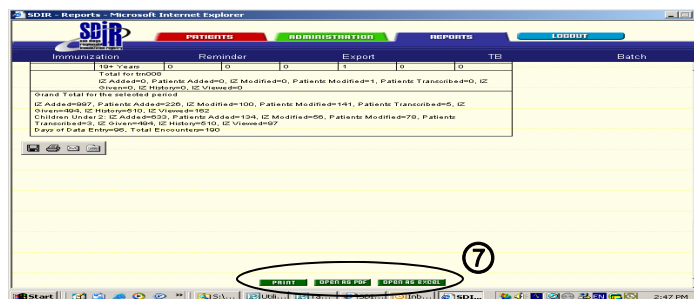 SDIR - Reports - Microsoft Internet Explorer
SDIR
PATIENTS ADMINISTRATION REPORTS LOGOUT
Immunization Reminder Export TB Batch
19+ Years 0 0 0 1 0 0
Total for tm008
IZ Added=0, Patients Added=0, IZ Modified=0, Patients Modified=1, Patients Transcribed=0, IZ
Given=0, IZ History=0, IZ Viewed=0
Grand Total for the selected period
IZ Added=997, Patients Added=226, IZ Modified=100, Patients Modified=141, Patients Transcribed=5, IZ
Given=494, IZ History=510, IZ Viewed=162
Children Under 2: IZ Added=633, Patients Added=134, IZ Modified=56, Patients Modified=78, Patients
Transcribed=3, IZ Given=494, IZ History=510, IZ Viewed=97
Days of Data Entry=96, Total Encounters=190
7
PRINT OPEN AS PDF OPEN AS EXCEL
Start S:\... Utili... Inb... SDI... EN 2:47 PM